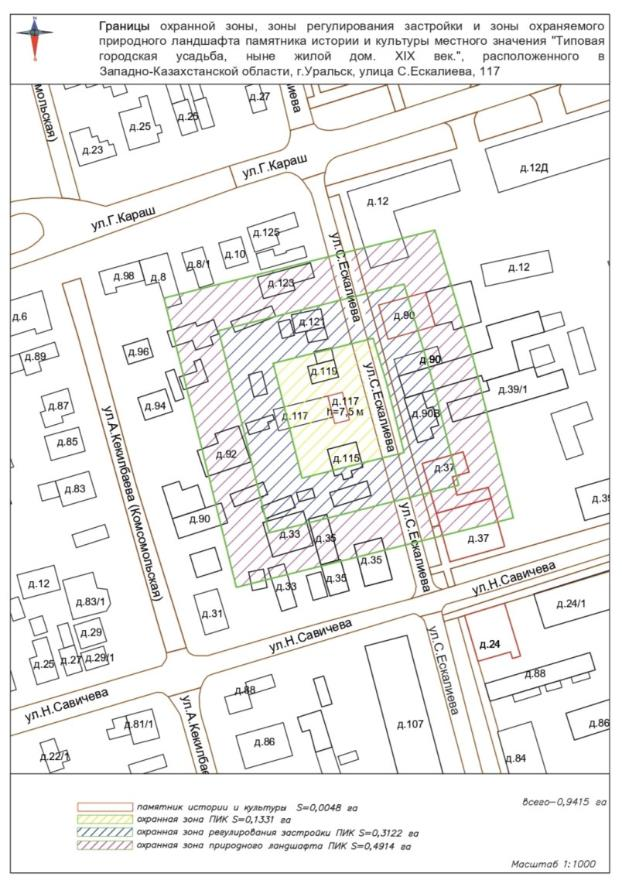 Границы охранной зоны, зоны регулирования застройки и зоны охраняемого
природного ландшафта памятника истории и культуры местного значения "Типовая
городская усадьба, ныне жилой дом. XIX век.", расположенного в
Западно-Казахстанской области, г.Уральск, улица С.Ескалиева, 117
мольская)
д.23
д.25
д.25
д.27
алиева
ул.Г.Караш
ул.Г.Караш
д.12
д.12Д
д.12
д.125
д.10
д.8/1
д.8
д.98
д.123
ул.С.Ескалиева
д.6
д.89
д.96
д.94
д.87
д.85
д.83
ул.А.Кекилбаева (Комсомольская)
д.121
д.119
д.117
h=7,5 м
д.117
д.115
ул.С.Ескалиева
д.90
д.90
д.90В
д.39/1
д.92
д.90
д.37
д.37
д.33
д.35
д.35
д.33
д.35
ул.С.Ескалиева
д.39
д.31
ул.Н.Савичева
ул.Н.Савичева
ул.Н.Савичева
д.12
д.83/1
д.29
д.25
д.27
д.29/1
д.24
д.24/1
ул.С.Ескалиева
д.88
д.86
д.84
д.107
д.88
д.86
д.81/1
д.22/1
ул.А.Кекилбае
памятник истории и культуры S=0,0048 га
охранная зона ПИК S=0,1331 га
охранная зона регулирования застройки ПИК S=0,3122 га
охранная зона природного ландшафта ПИК S=0,4914 га
всего-0,9415 га
Масштаб 1:1000